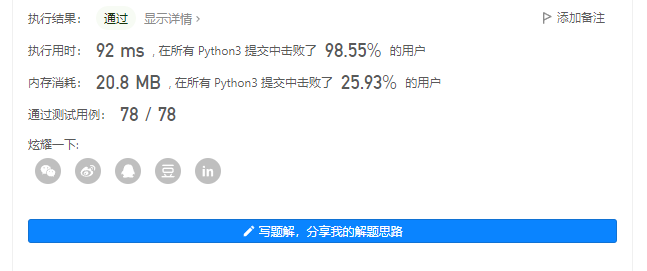 执行结果： 通过 显示详情 › 添加备注
执行用时： 92 ms ，在所有 Python3 提交中击败了 98.55% 的用户
内存消耗： 20.8 MB ，在所有 Python3 提交中击败了 25.93% 的用户
通过测试用例： 78 / 78
炫耀一下：
豆 in
写题解，分享我的解题思路